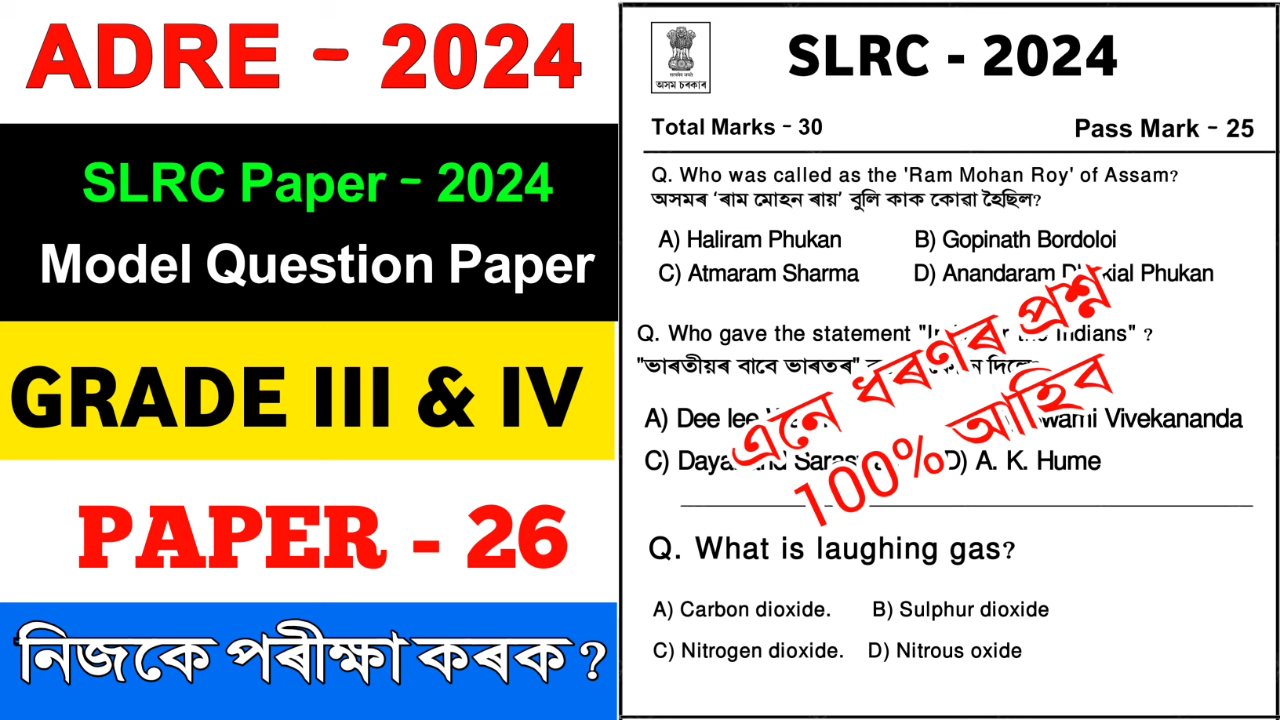 ADRE - 2024
SLRC Paper - 2024
Model Question Paper
GRADE III & IV
PAPER - 26
নিজকে পৰীক্ষা কৰক ?
অসম চৰকাৰ
SLRC - 2024
Total Marks - 30 Pass Mark - 25
Q. Who was called as the 'Ram Mohan Roy' of Assam?
অসমৰ ‘ৰাম মোহন ৰায়’ বুলি কাক কোৱা হৈছিল?
A) Haliram Phukan B) Gopinath Bordoloi
C) Atmaram Sharma D) Anandaram Phukan
Q. Who gave the statement the Indians" ?
"ভাৰতীয়ৰ বাবে ভাৰতৰ"
A) Dee lee Vivekananda
C) D) A. K. Hume
এনে ধৰণৰ প্ৰশ্ন
100% আহিব
Q. What is laughing gas?
A) Carbon dioxide. B) Sulphur dioxide
C) Nitrogen dioxide. D) Nitrous oxide